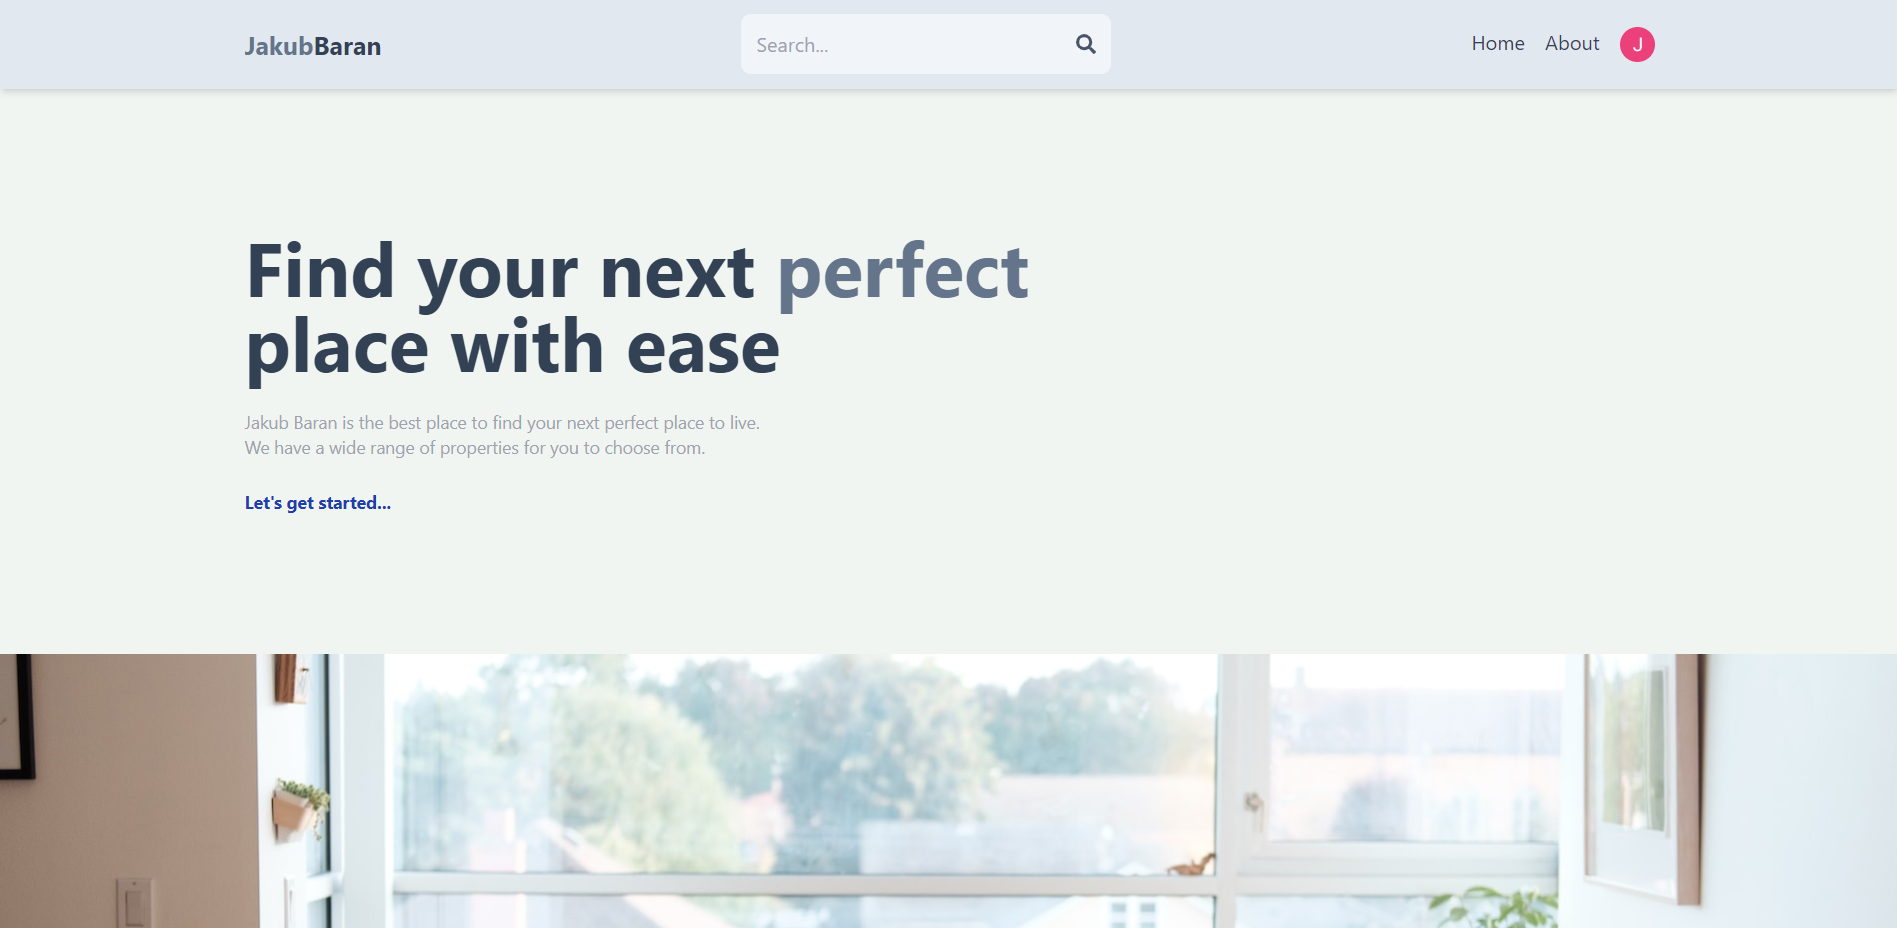 JakubBaran
Search...
Home
About
J
Find your next perfect
place with ease
Jakub Baran is the best place to find your next perfect place to live.
We have a wide range of properties for you to choose from.
Let's get started...